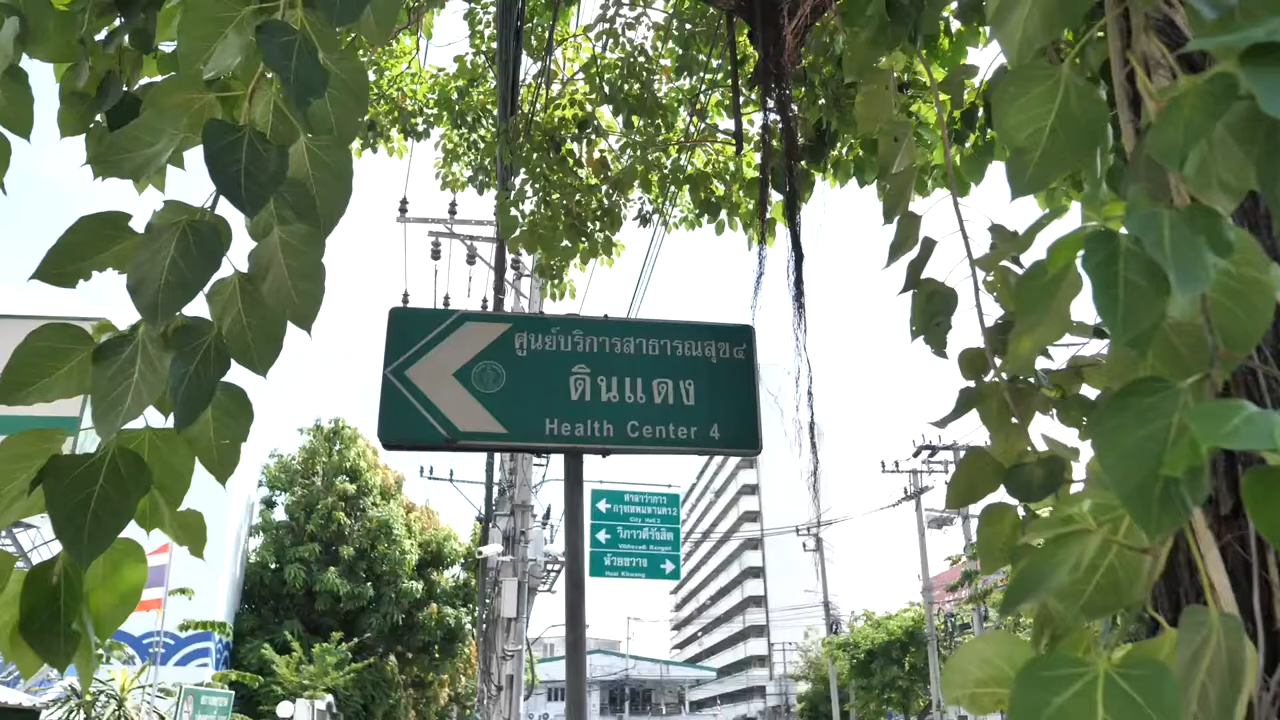 ศูนย์บริการสาธารณสุข ๔
ดินแดง
Health Center 4
ศาลาว่าการ
กรุงเทพมหานคร 2
City Hall 2
วิภาวดีรังสิต
Vibhavadi Rangsit
ห้วยขวาง
Huai Khwang